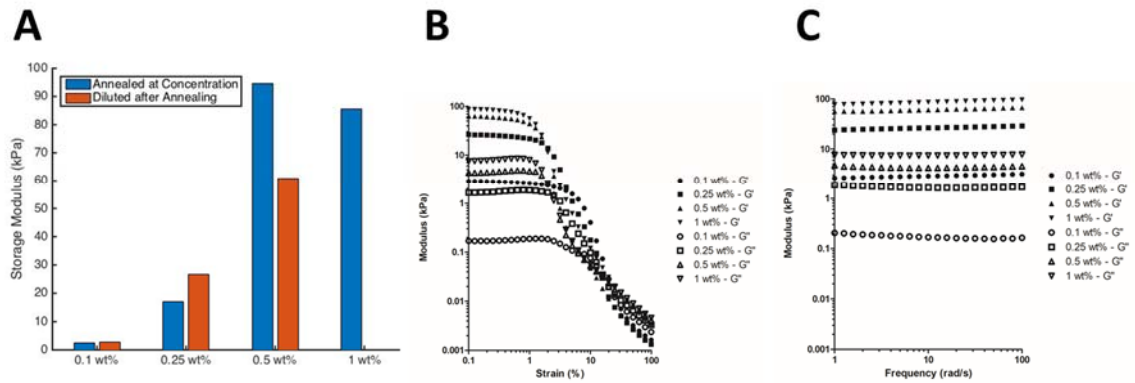 A
Storage Modulus (kPa)
100
90
80
70
60
50
40
30
20
10
0
Annealed at Concentration
Diluted after Annealing
0.1 wt%
0.25 wt%
0.5 wt%
1 wt%
B
Modulus (kPa)
100
10
1
0.1
0.01
0.001
0.1
1
10
100
Strain (%)
0.1 wt% - G'
0.25 wt% - G'
0.5 wt% - G'
1 wt% - G'
0.1 wt% - G"
0.25 wt% - G"
0.5 wt% - G"
1 wt% - G"
C
Modulus (kPa)
100
10
1
0.1
0.01
0.001
1
10
100
Frequency (rad/s)
0.1 wt% - G'
0.25 wt% - G'
0.5 wt% - G'
1 wt% - G'
0.1 wt% - G"
0.25 wt% - G"
0.5 wt% - G"
1 wt% - G"